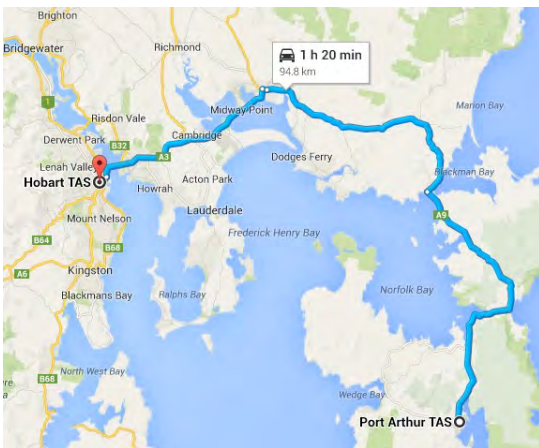 Brighton
Bridgewater
Richmond
1 h 20 min
94.8 km
1
Risdon Vale
Midway Point
Marion Bay
B32
Derwent Park
Cambridge
A3
Lenah Valley
Dodges Ferry
Blackman Bay
Hobart TAS
Howrah
Acton Park
Mount Nelson
Lauderdale
A9
B64
B68
Frederick Henry Bay
A6
Kingston
Norfolk Bay
Blackmans Bay
Ralphs Bay
North West Bay
B68
Wedge Bay
Port Arthur TAS